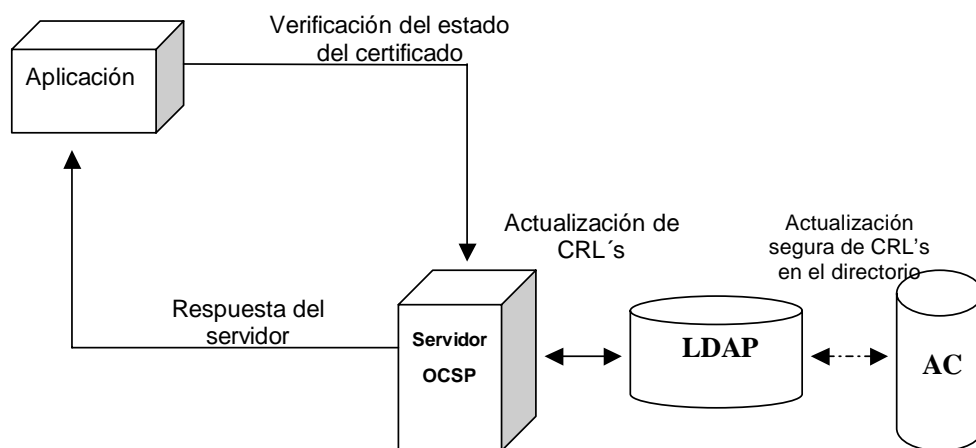 Verificación del estado
del certificado
Aplicación
Actualización de
CRL´s
Actualización
segura de CRL's
en el directorio
Respuesta del
servidor
Servidor
OCSP
LDAP
AC